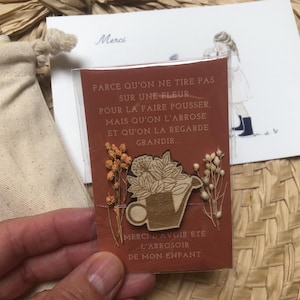 Merci
PARCE QU'ON NE TIRE PAS
SUR UNE FLEUR
POUR LA FAIRE POUSSER,
MAIS QU'ON L'ARROSE
ET QU'ON LA REGARDE
GRANDIR...
MERCI D'AVOIR ÉTÉ
L'ARROSOIR
DE MON ENFANT